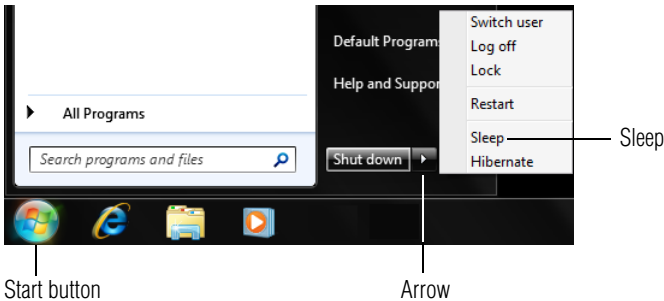 Switch user
Default Program
Log off
Lock
Help and Suppor
Restart
All Programs
Sleep
Sleep
Search programs and files
Shut down
Hibernate
Start button
Arrow